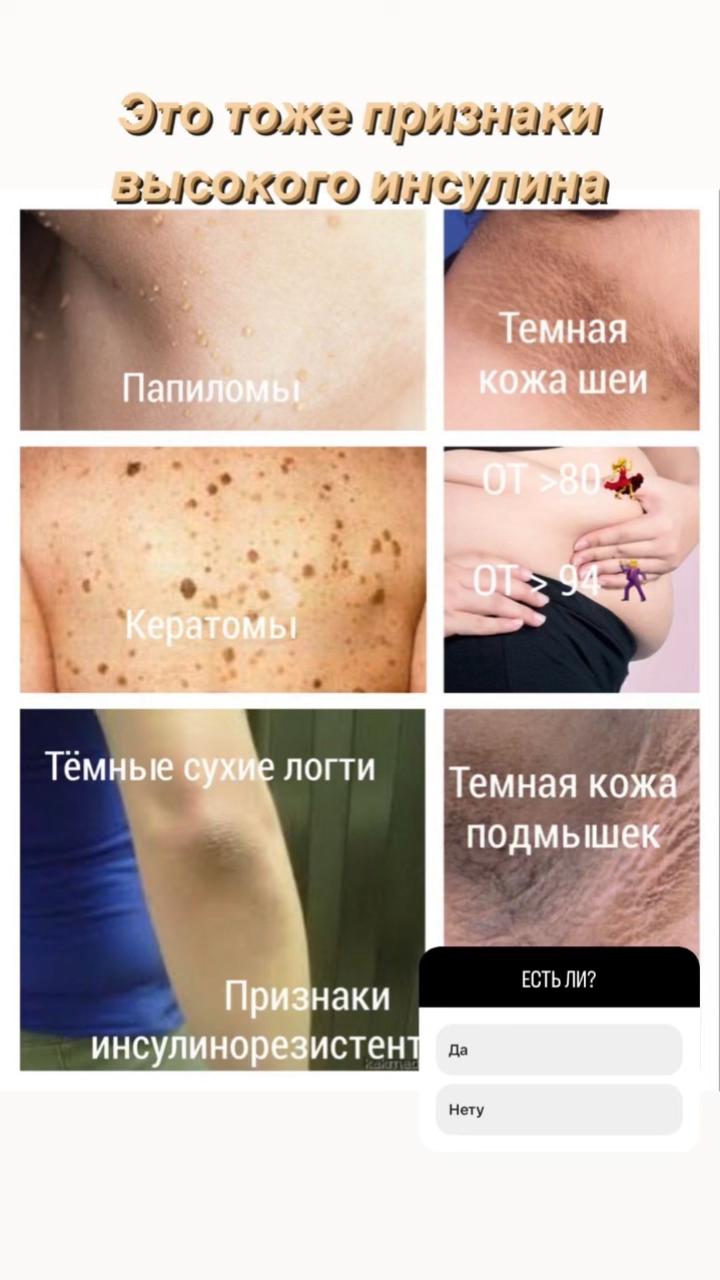 Это тоже признаки
высокого инсулина
Папиломы
Темная
кожа шеи
Кератомы
ОТ >80
ОТ > 94
Тёмные сухие логти
Темная кожа
подмышек
Признаки
инсулинорезистент
ЕСТЬ ЛИ?
Да
Нету